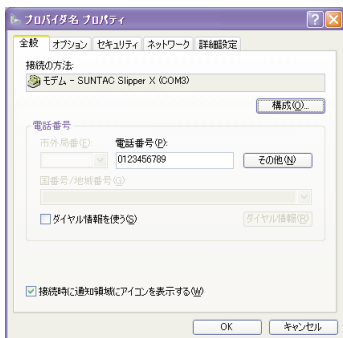 プロバイダ名 プロパティ
全般 オプション セキュリティ ネットワーク 詳細設定
接続の方法:
モデム - SUNTAC Slipper X (COM3)
構成(O)...
電話番号
市外局番(E): 電話番号(P):
0123456789 その他(N)
国番号/地域番号(G):
ダイヤル情報を使う(S) ダイヤル情報(R)
接続時に通知領域にアイコンを表示する(W)
OK キャンセル